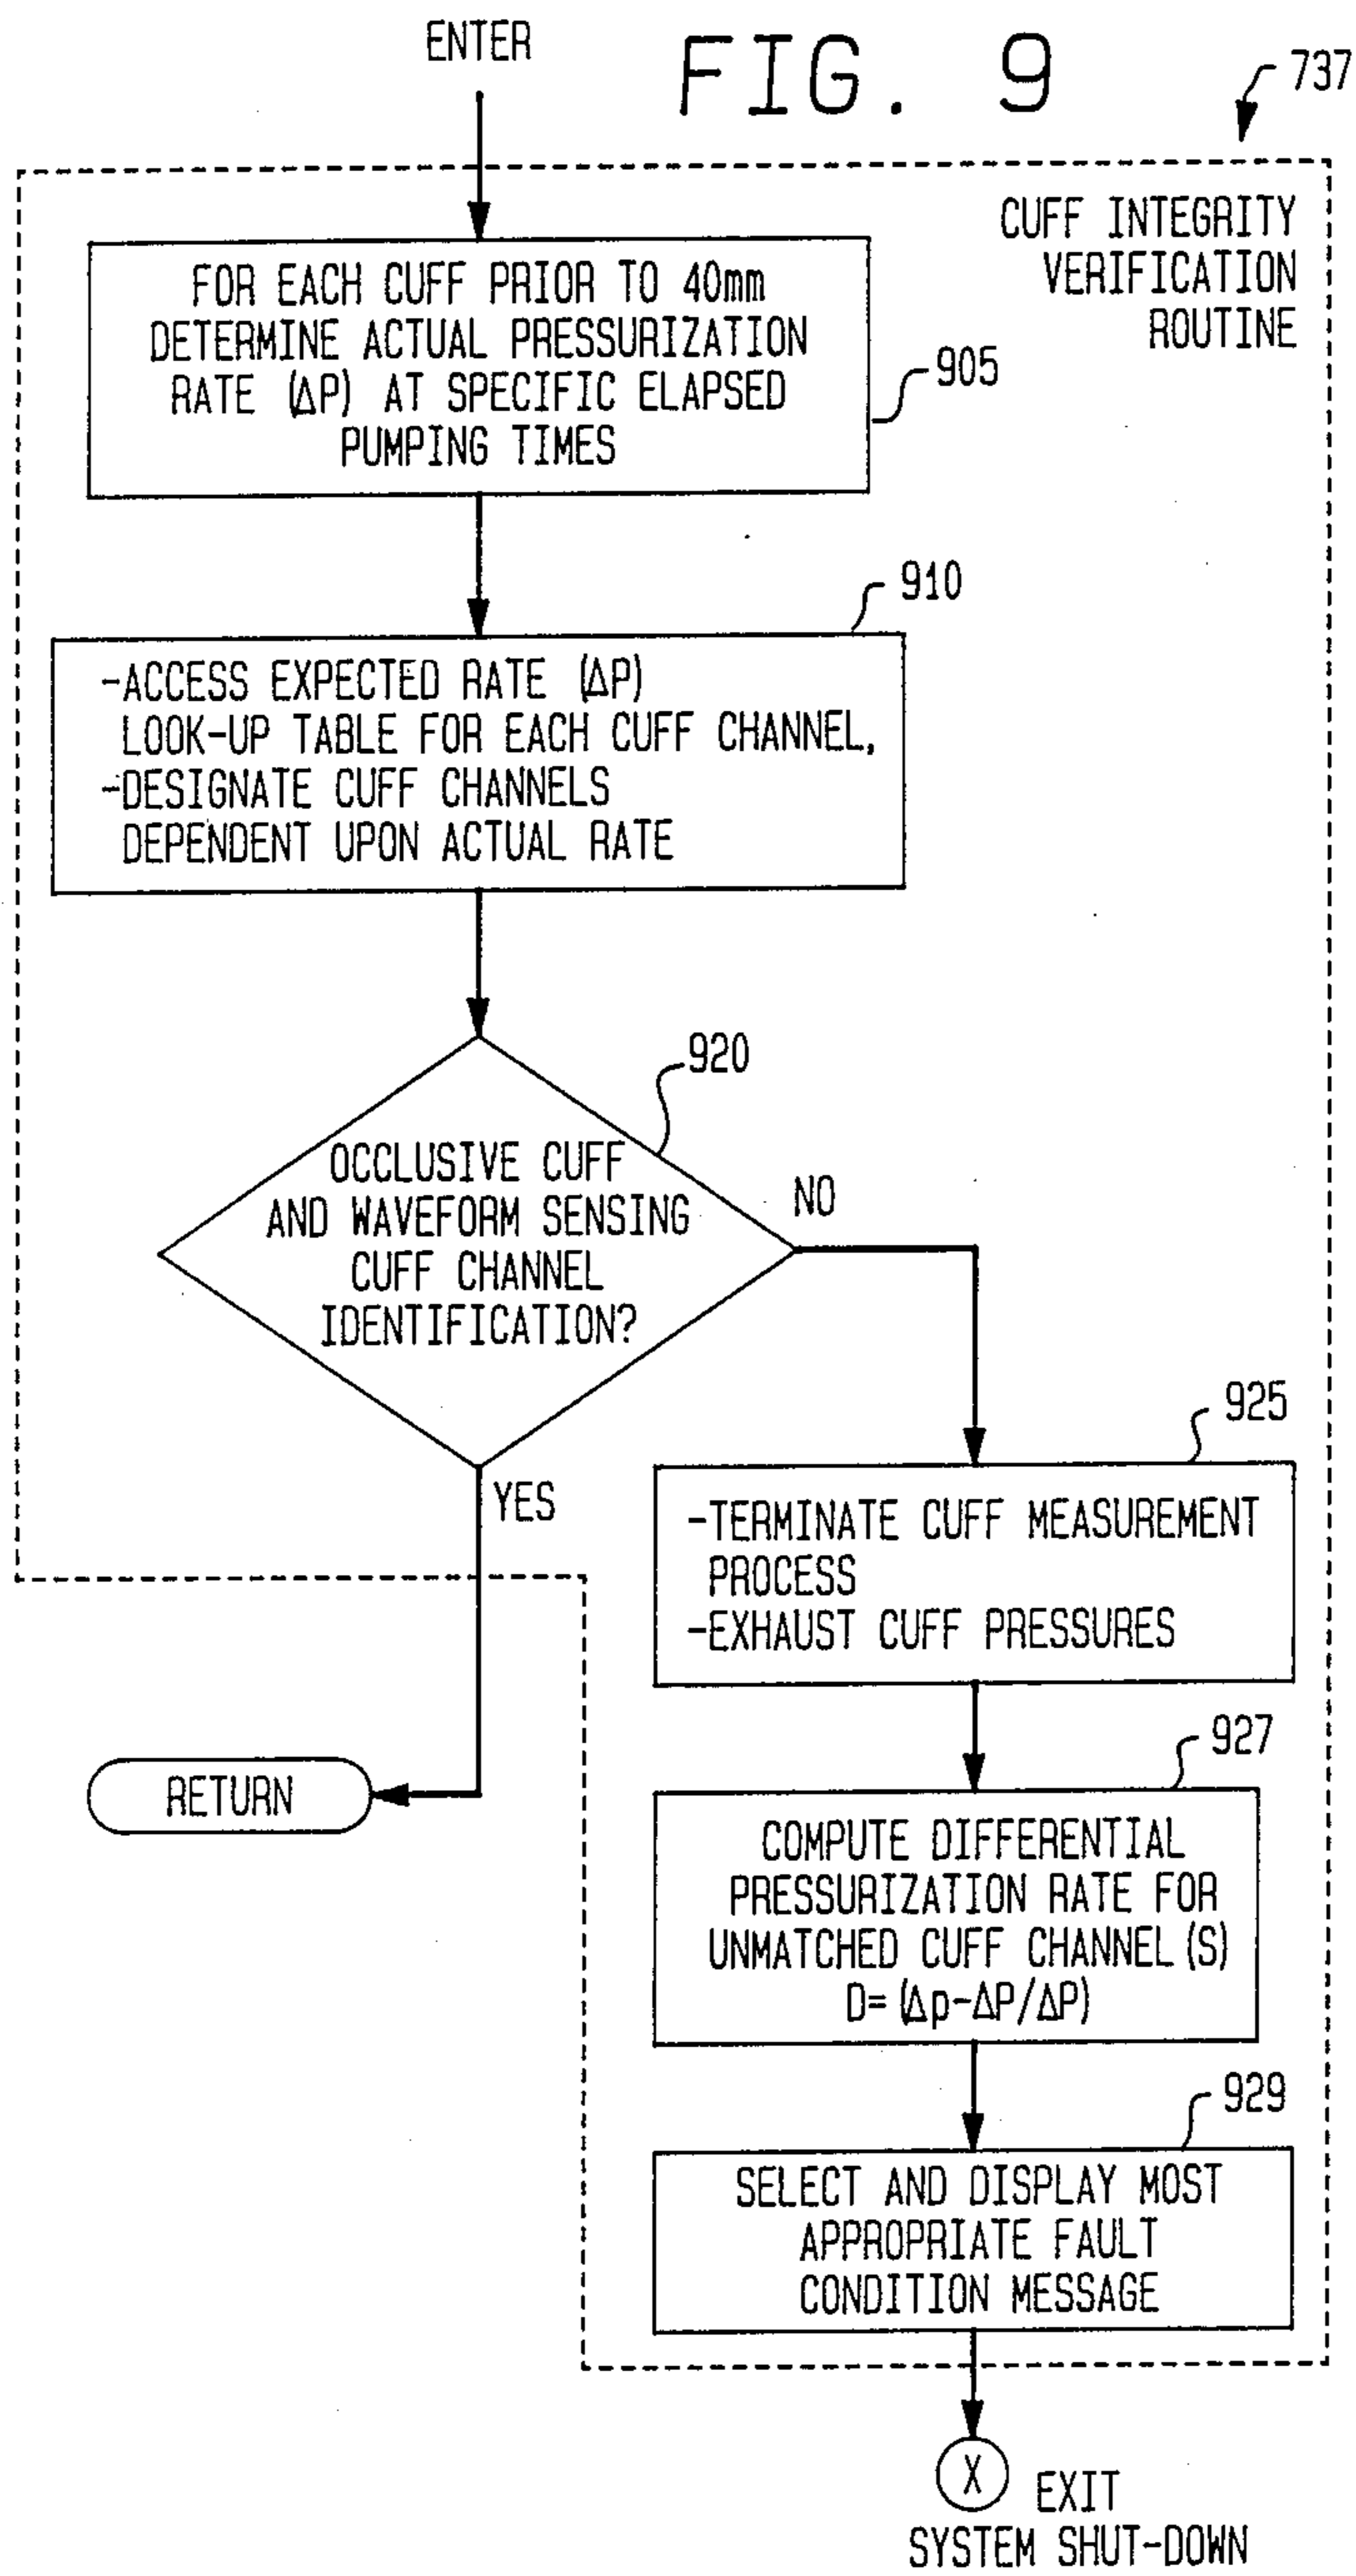 ENTER
FIG. 9
737
CUFF INTEGRITY
VERIFICATION
ROUTINE
FOR EACH CUFF PRIOR TO 40mm
DETERMINE ACTUAL PRESSURIZATION
RATE (ΔP) AT SPECIFIC ELAPSED
PUMPING TIMES
905
910
-ACCESS EXPECTED RATE (ΔP)
LOOK-UP TABLE FOR EACH CUFF CHANNEL,
-DESIGNATE CUFF CHANNELS
DEPENDENT UPON ACTUAL RATE
920
OCCLUSIVE CUFF
AND WAVEFORM SENSING
CUFF CHANNEL
IDENTIFICATION?
NO
YES
RETURN
925
-TERMINATE CUFF MEASUREMENT
PROCESS
-EXHAUST CUFF PRESSURES
927
COMPUTE DIFFERENTIAL
PRESSURIZATION RATE FOR
UNMATCHED CUFF CHANNEL(S)
D=(Δp-ΔP/ΔP)
929
SELECT AND DISPLAY MOST
APPROPRIATE FAULT
CONDITION MESSAGE
X
EXIT
SYSTEM SHUT-DOWN